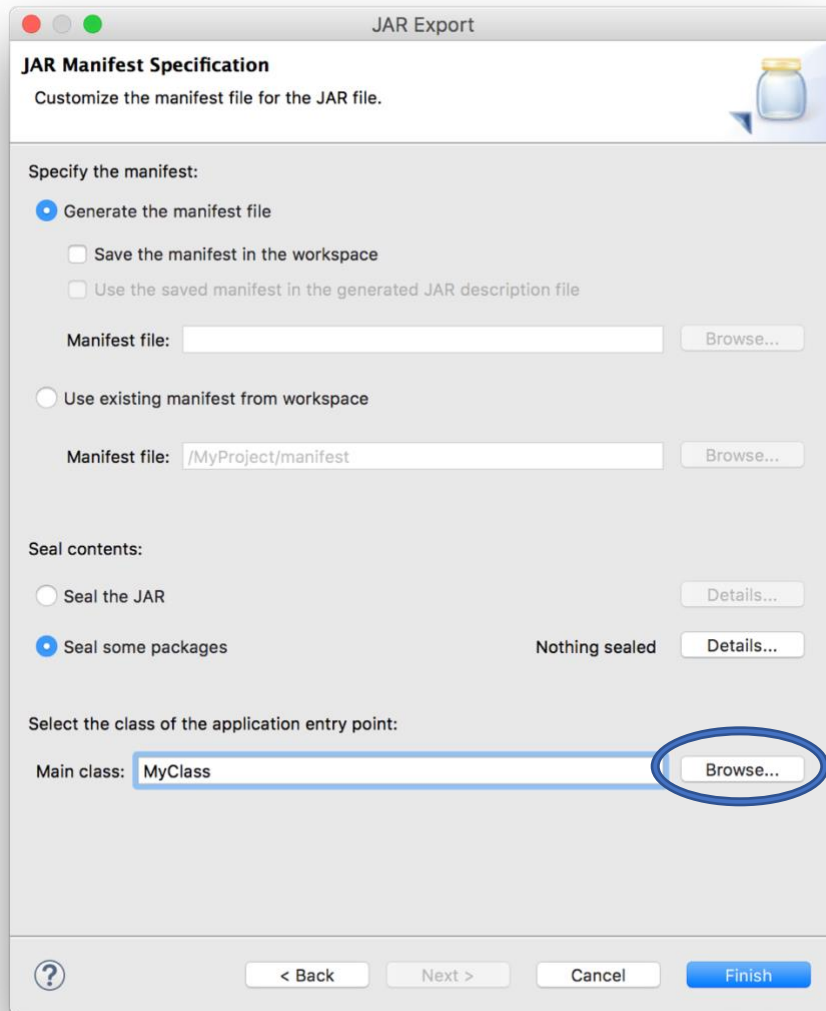 JAR Export
JAR Manifest Specification
Customize the manifest file for the JAR file.
Specify the manifest:
Generate the manifest file
Save the manifest in the workspace
Use the saved manifest in the generated JAR description file
Manifest file: Browse...
Use existing manifest from workspace
Manifest file: /MyProject/manifest Browse...
Seal contents:
Seal the JAR Details...
Seal some packages Nothing sealed Details...
Select the class of the application entry point:
Main class: MyClass Browse...
? < Back Next > Cancel Finish